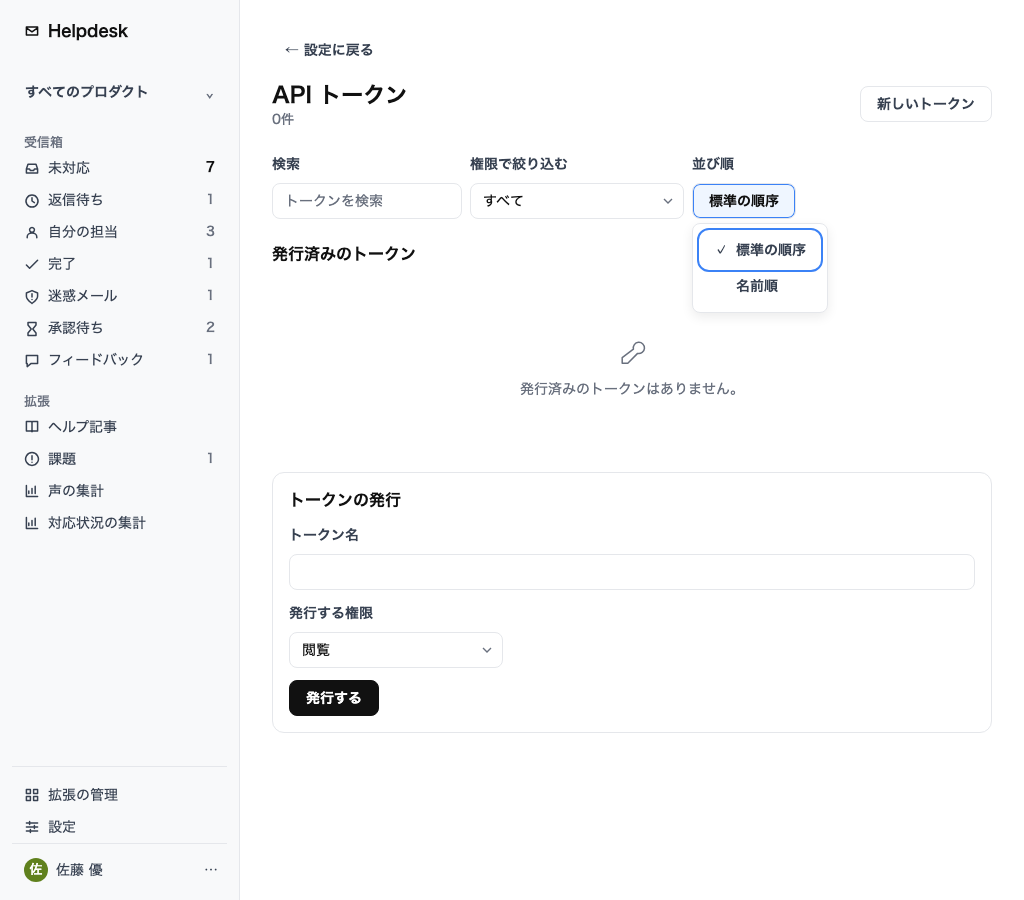 Helpdesk
すべてのプロダクト
受信箱
未対応 7
返信待ち 1
自分の担当 3
完了 1
迷惑メール 1
承認待ち 2
フィードバック 1
拡張
ヘルプ記事
課題 1
声の集計
対応状況の集計
拡張の管理
設定
佐 佐藤 優 ...
← 設定に戻る
API トークン
0件
新しいトークン
検索
トークンを検索
権限で絞り込む
すべて
並び順
標準の順序
✓ 標準の順序
名前順
発行済みのトークン
発行済みのトークンはありません。
トークンの発行
トークン名
発行する権限
閲覧
発行する